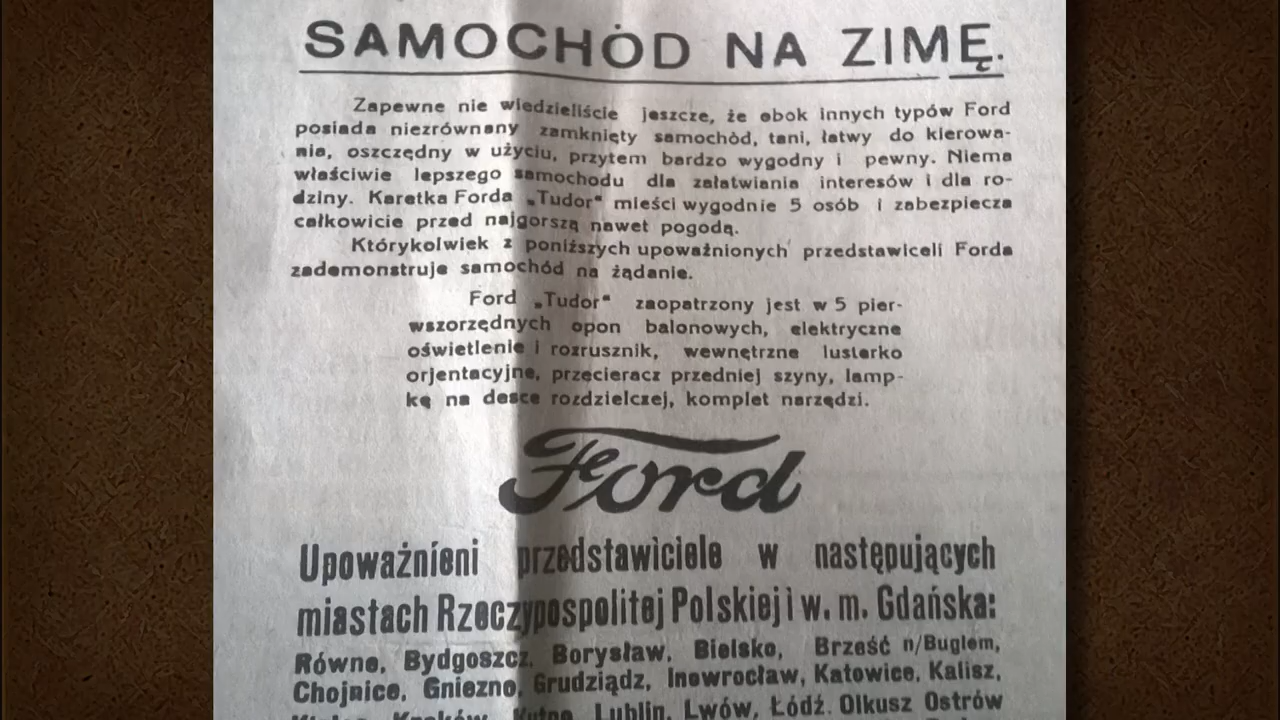 SAMOCHÓD NA ZIMĘ.
Zapewne nie wiedzieliście jeszcze, że obok innych typów Ford
posiada niezrównany zamknięty samochód, tani, łatwy do kierowa-
nia, oszczędny w użyciu, przytem bardzo wygodny i pewny. Niema
właściwie lepszego samochodu dla załatwiania interesów i dla ro-
dziny. Karetka Forda „Tudor" mieści wygodnie 5 osób i zabezpiecza
całkowicie przed najgorszą nawet pogodą.
Którykolwiek z poniższych upoważnionych przedstawiceli Forda
zademonstruje samochód na żądanie.
Ford „Tudor" zaopatrzony jest w 5 pier-
wszorzędnych opon balonowych, elektryczne
oświetlenie i rozrusznik, wewnętrzne lusterko
orjentacyjne, przecieracz przedniej szyny, lamp-
kę na desce rozdzielczej, komplet narzędzi.
Ford
Upoważnieni przedstawiciele w następujących
miastach Rzeczypospolitej Polskiej i w. m. Gdańska:
Równe, Bydgoszcz, Borysław, Bielsko, Brześć n/Bugiem,
Chojnice, Gniezno, Grudziądz, Inowrocław, Katowice, Kalisz,
Kielce, Kraków, Kutno, Lublin, Lwów, Łódź, Olkusz Ostrów